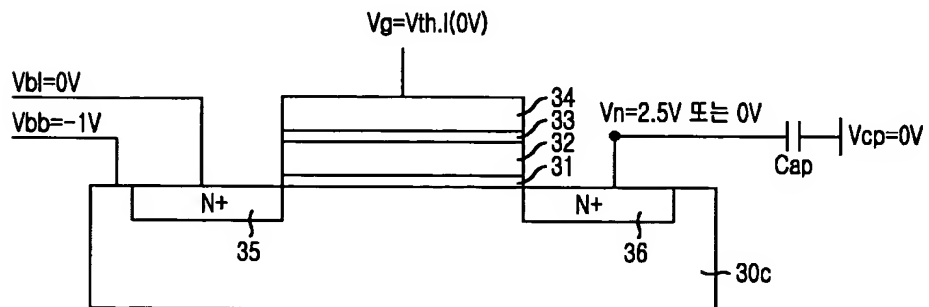 Vg=Vth.l(0V)
Vbl=0V
Vbb=-1V
34
33
32
31
Vn=2.5V 또는 0V
Vcp=0V
Cap
N+
N+
35
36
30c